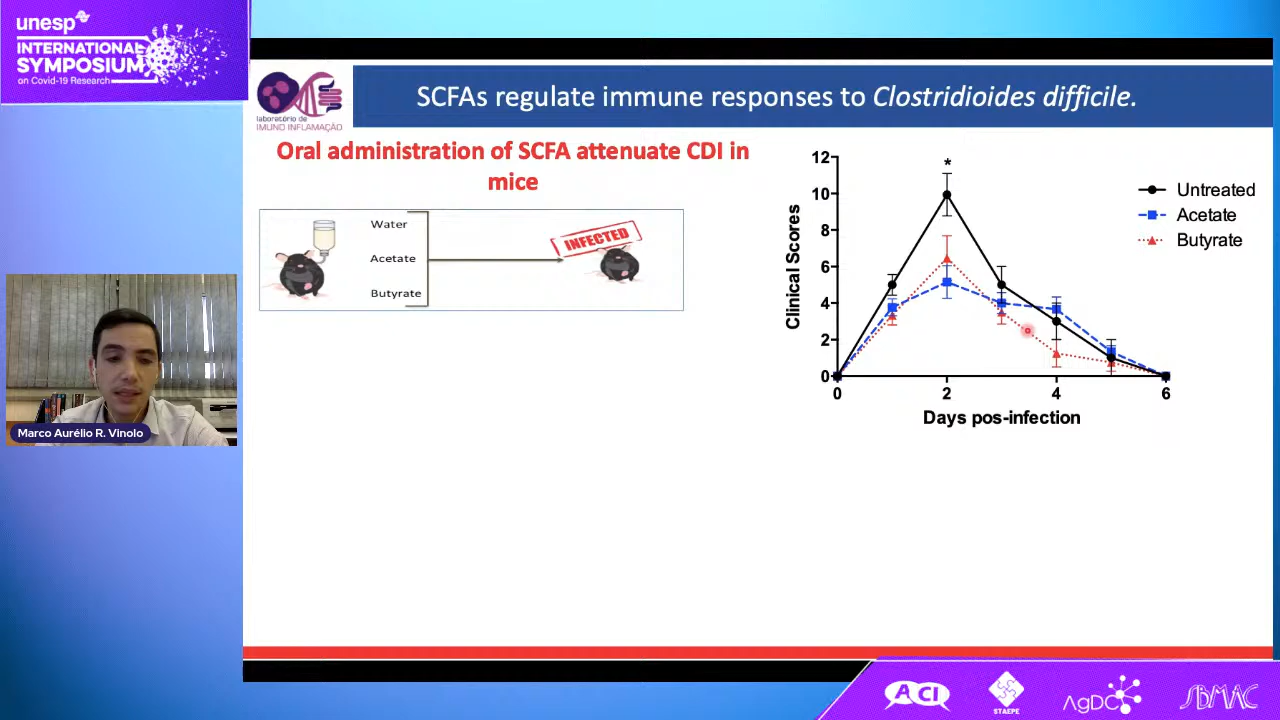 unesp
INTERNATIONAL
SYMPOSIUM
on Covid-19 Research
laboratório de
IMUNO INFLAMAÇÃO
SCFAs regulate immune responses to Clostridioides difficile.
Oral administration of SCFA attenuate CDI in
mice
Water
Acetate
Butyrate
INFECTED
12
10
8
6
4
2
0
*
Clinical Scores
0 2 4 6
Days pos-infection
Untreated
Acetate
Butyrate
Marco Aurélio R. Vinolo
ACI
STAEPE
AgDC
SBMAC